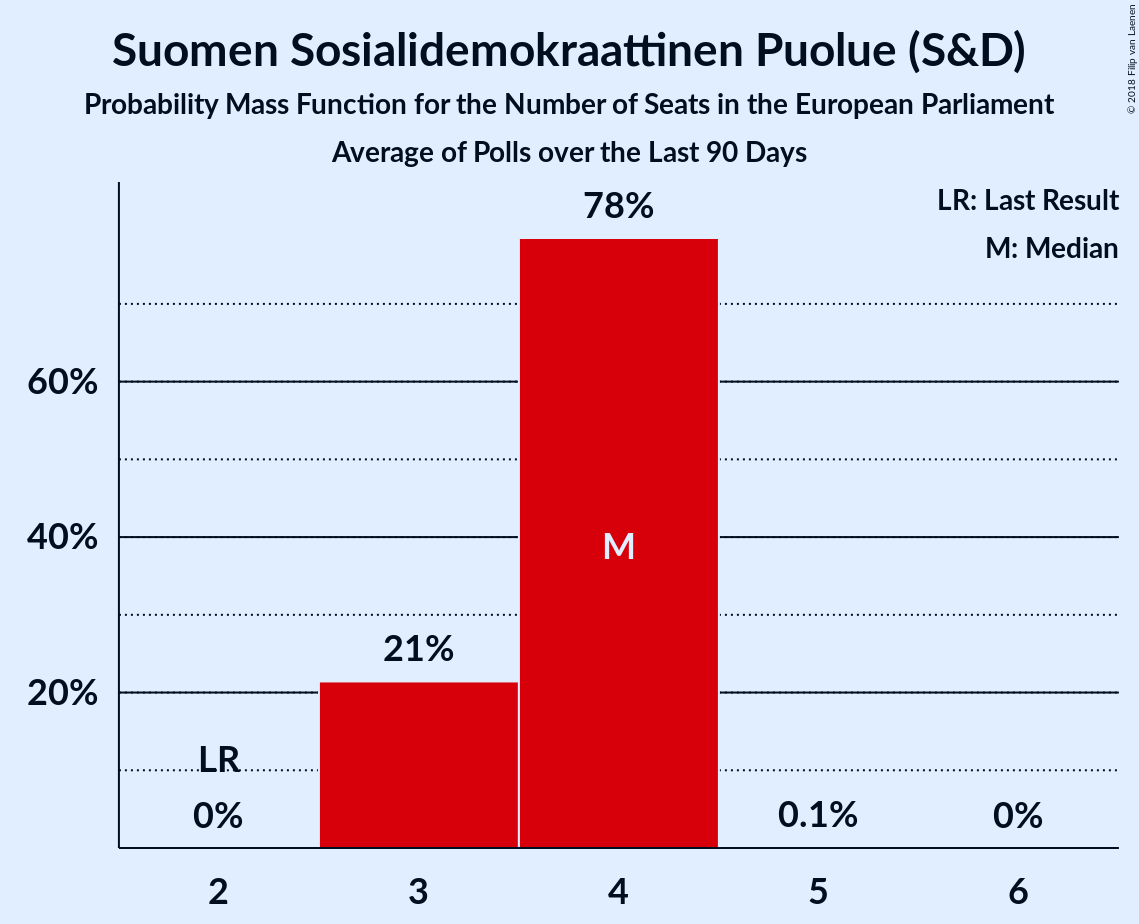 Suomen Sosialidemokraattinen Puolue (S&D)
Probability Mass Function for the Number of Seats in the European Parliament
Average of Polls over the Last 90 Days
© 2018 Filip van Laenen
LR: Last Result
M: Median
78%
60%
40%
M
21%
20%
LR
0%
0.1%
0%
2 3 4 5 6